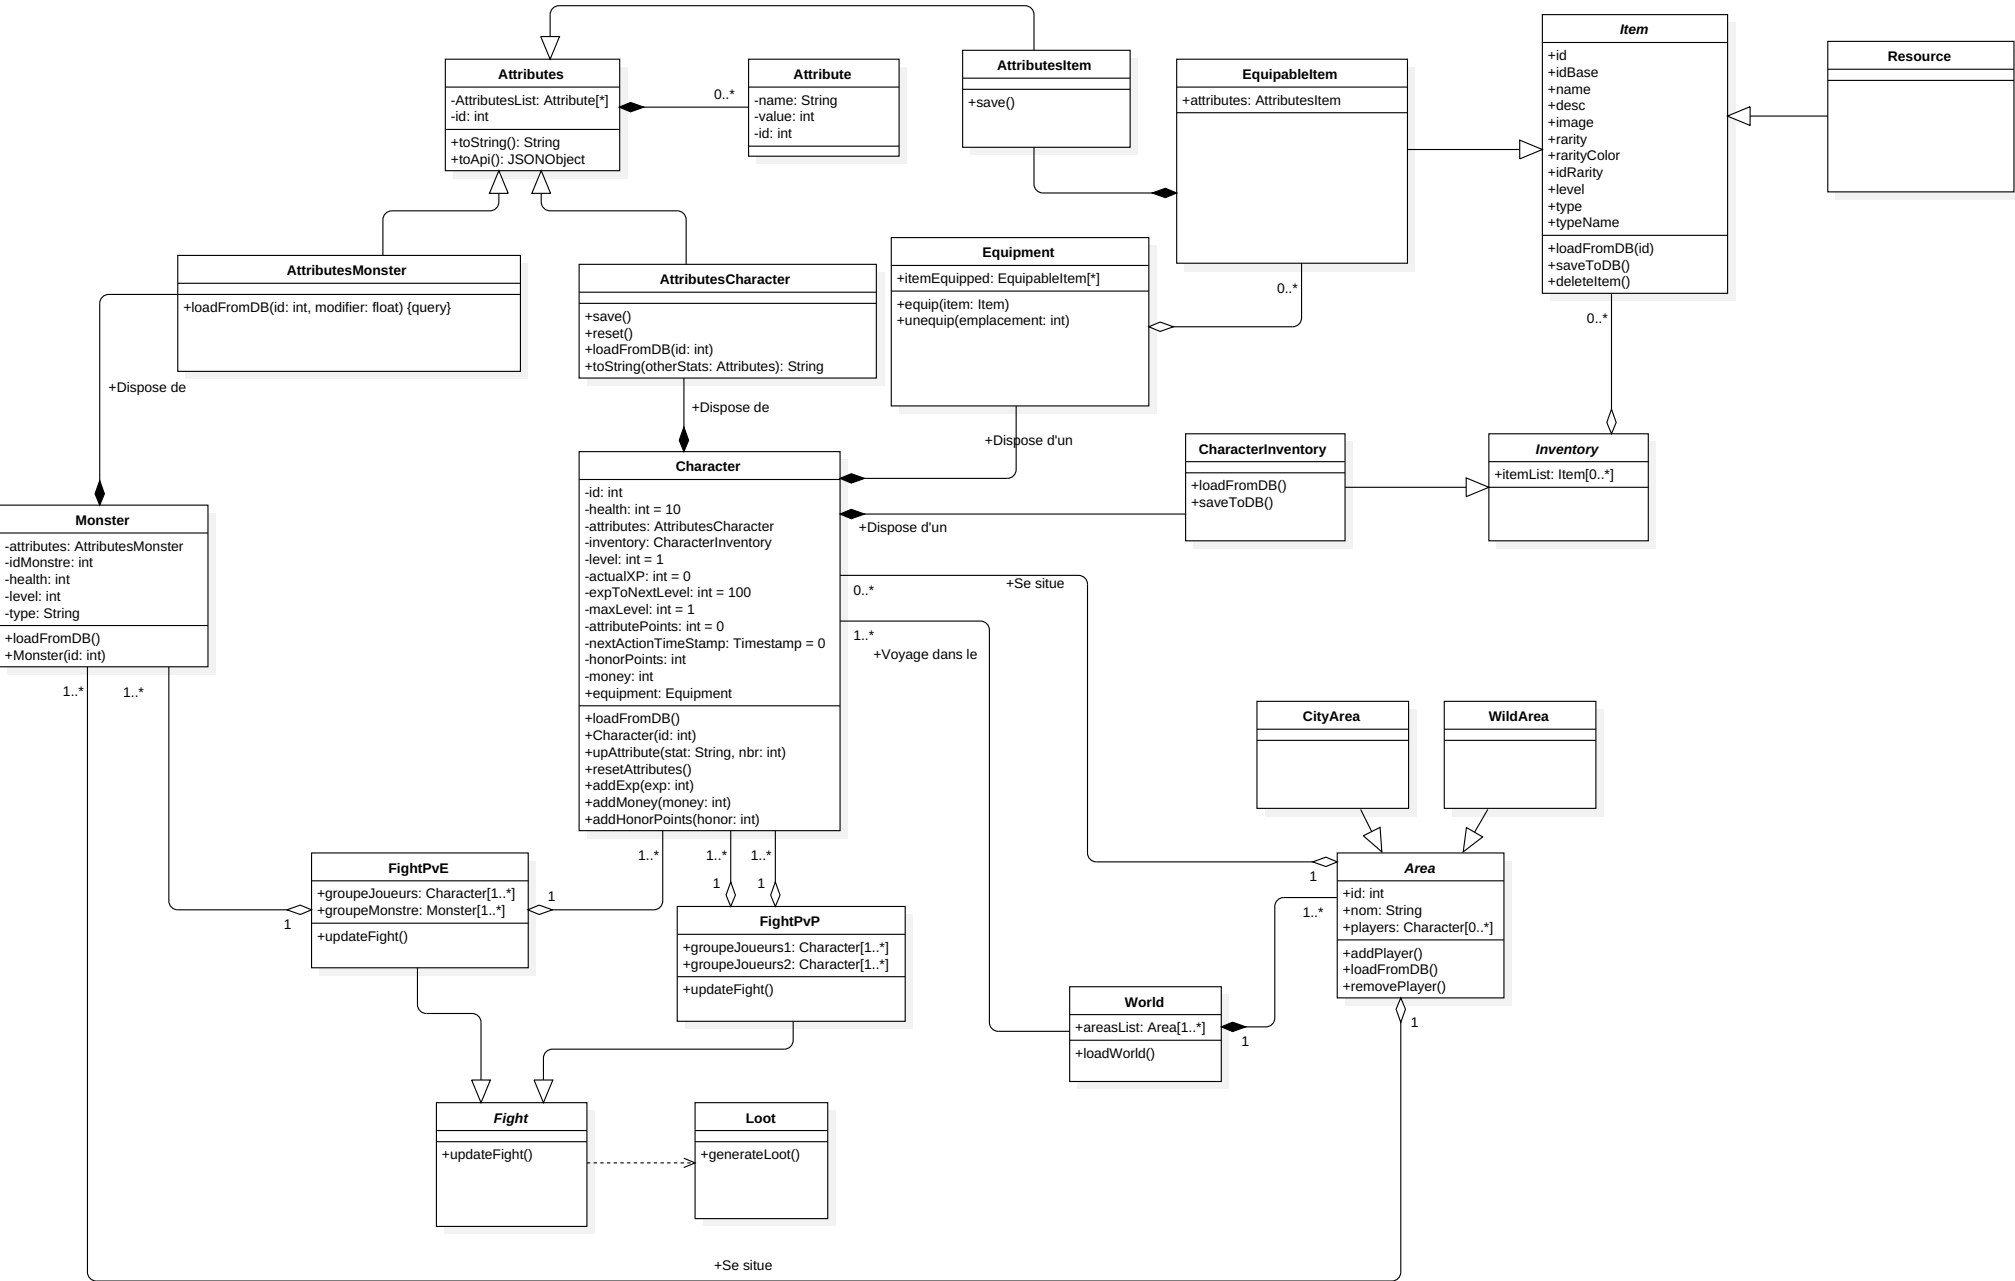 Attributes
-AttributesList: Attribute[*]
-id: int
+toString(): String
+toApi(): JSONObject
0..*
Attribute
-name: String
-value: int
-id: int
AttributesItem
+save()
EquipableItem
+attributes: AttributesItem
Item
+id
+idBase
+name
+desc
+image
+rarity
+rarityColor
+idRarity
+level
+type
+typeName
+loadFromDB(id)
+saveToDB()
+deleteItem()
Resource
AttributesMonster
+loadFromDB(id: int, modifier: float) {query}
+Dispose de
AttributesCharacter
+save()
+reset()
+loadFromDB(id: int)
+toString(otherStats: Attributes): String
+Dispose de
Equipment
+itemEquipped: EquipableItem[*]
+equip(item: Item)
+unequip(emplacement: int)
0..*
0..*
+Dispose d'un
CharacterInventory
+loadFromDB()
+saveToDB()
Inventory
+itemList: Item[0..*]
+Dispose d'un
Monster
-attributes: AttributesMonster
-idMonstre: int
-health: int
-level: int
-type: String
+loadFromDB()
+Monster(id: int)
1..*
1..*
Character
-id: int
-health: int = 10
-attributes: AttributesCharacter
-inventory: CharacterInventory
-level: int = 1
-actualXP: int = 0
-expToNextLevel: int = 100
-maxLevel: int = 1
-attributePoints: int = 0
-nextActionTimeStamp: Timestamp = 0
-honorPoints: int
-money: int
+equipment: Equipment
+loadFromDB()
+Character(id: int)
+upAttribute(stat: String, nbr: int)
+resetAttributes()
+addExp(exp: int)
+addMoney(money: int)
+addHonorPoints(honor: int)
+Se situe
0..*
1..*
+Voyage dans le
CityArea
WildArea
1..*
1..*
1..*
1
1
1
1
FightPvE
+groupeJoueurs: Character[1..*]
+groupeMonstre: Monster[1..*]
+updateFight()
FightPvP
+groupeJoueurs1: Character[1..*]
+groupeJoueurs2: Character[1..*]
+updateFight()
1
1..*
Area
+id: int
+nom: String
+players: Character[0..*]
+addPlayer()
+loadFromDB()
+removePlayer()
1
World
+areasList: Area[1..*]
+loadWorld()
1
Fight
+updateFight()
Loot
+generateLoot()
+Se situe